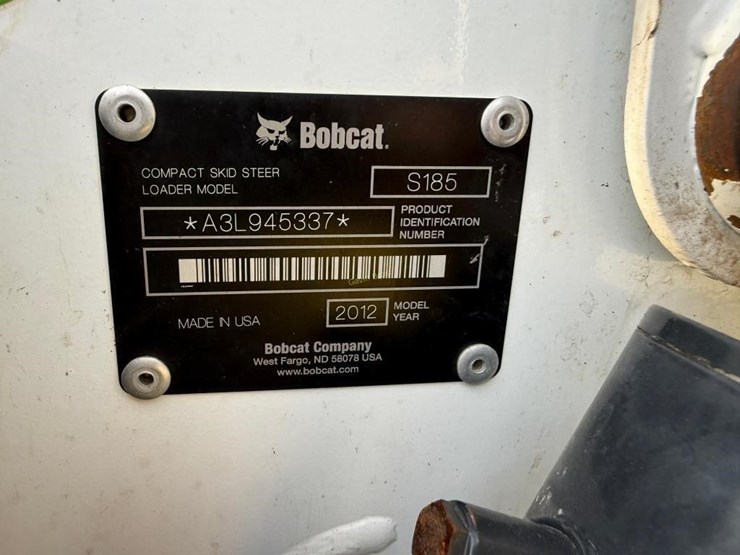 Bobcat.
COMPACT SKID STEER
LOADER MODEL
S185
*A3L945337*
PRODUCT
IDENTIFICATION
NUMBER
MADE IN USA
2012
MODEL
YEAR
Bobcat Company
West Fargo, ND 58078 USA
www.bobcat.com